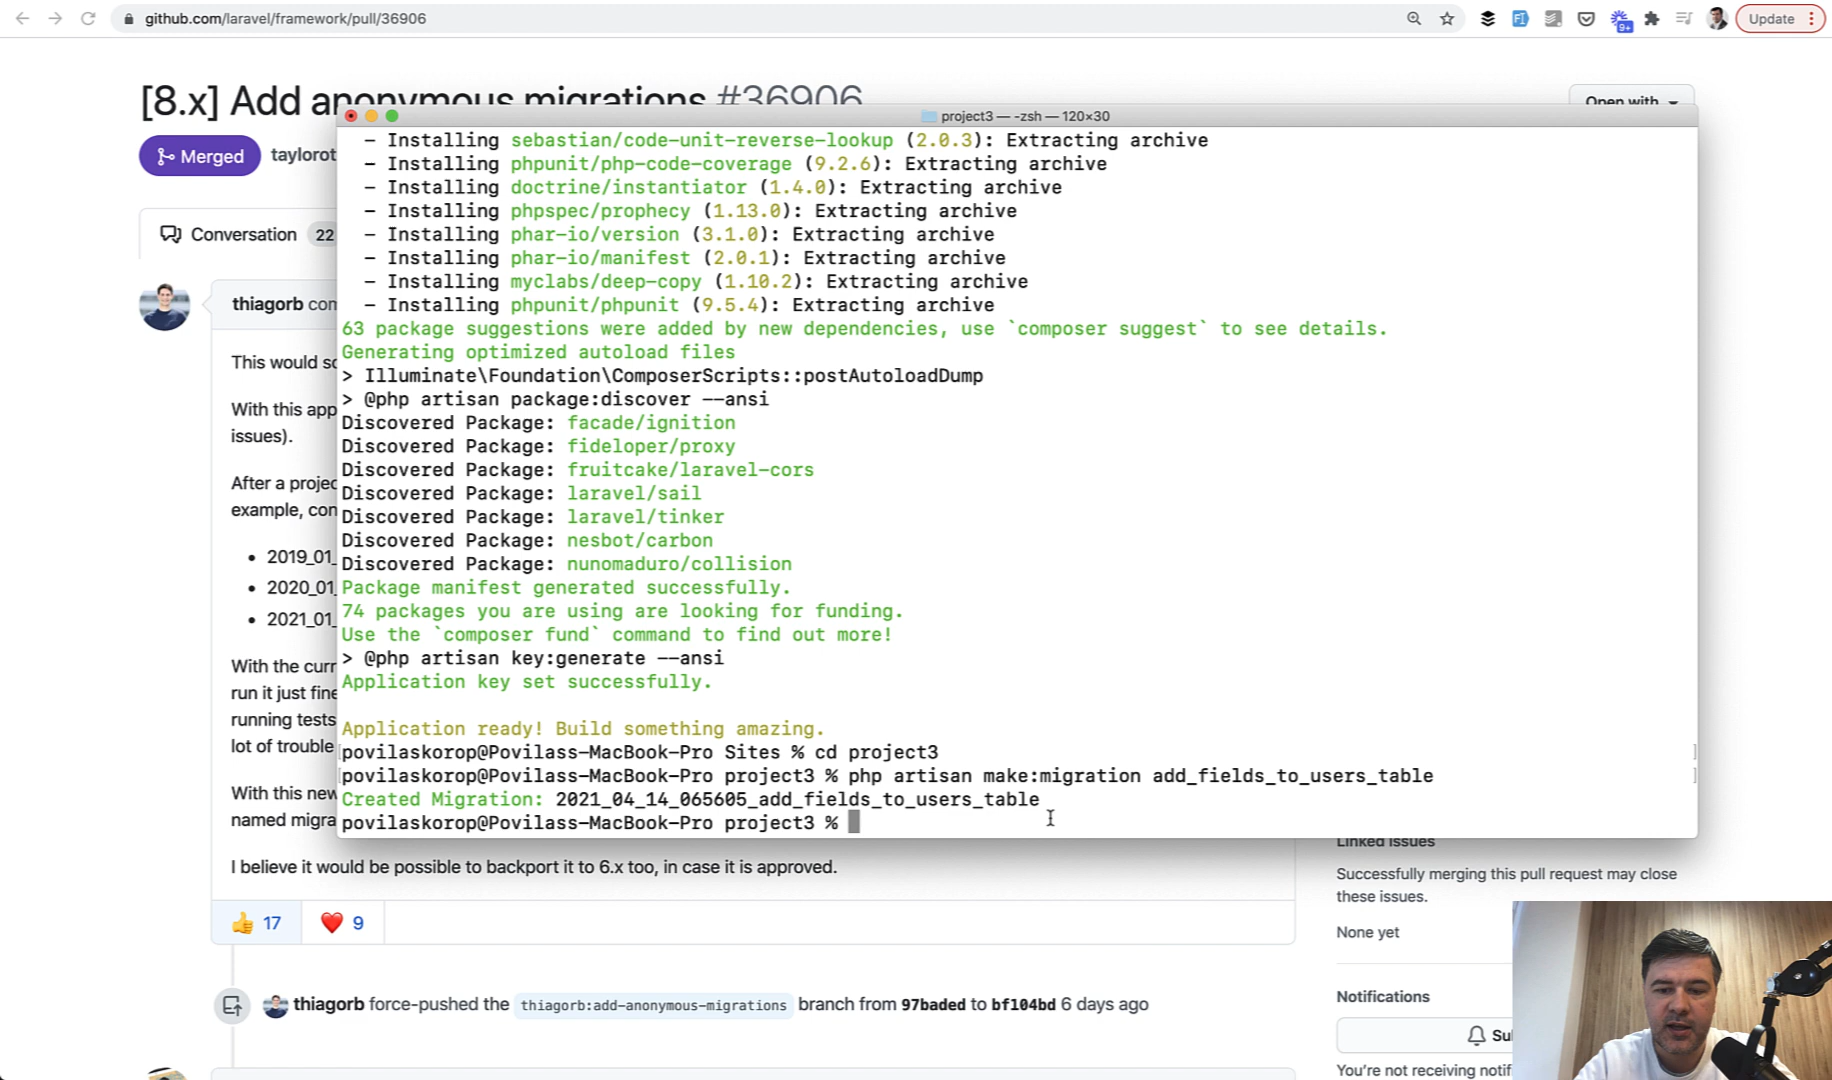 github.com/laravel/framework/pull/36906
9+
Update
[8.x] Add anonymous migrations #36906
Open with
Merged
taylorot
Conversation 22
thiagorb com
This would so
With this app
issues).
After a projec
example, con
2019_01_
2020_01_
2021_01_
With the curr
run it just fine
running tests
lot of trouble
With this new
named migra
I believe it would be possible to backport it to 6.x too, in case it is approved.
17
9
thiagorb force-pushed the thiagorb:add-anonymous-migrations branch from 97baded to bf104bd 6 days ago
project3 — -zsh — 120×30
- Installing sebastian/code-unit-reverse-lookup (2.0.3): Extracting archive
- Installing phpunit/php-code-coverage (9.2.6): Extracting archive
- Installing doctrine/instantiator (1.4.0): Extracting archive
- Installing phpspec/prophecy (1.13.0): Extracting archive
- Installing phar-io/version (3.1.0): Extracting archive
- Installing phar-io/manifest (2.0.1): Extracting archive
- Installing myclabs/deep-copy (1.10.2): Extracting archive
- Installing phpunit/phpunit (9.5.4): Extracting archive
63 package suggestions were added by new dependencies, use `composer suggest` to see details.
Generating optimized autoload files
> Illuminate\Foundation\ComposerScripts::postAutoloadDump
> @php artisan package:discover --ansi
Discovered Package: facade/ignition
Discovered Package: fideloper/proxy
Discovered Package: fruitcake/laravel-cors
Discovered Package: laravel/sail
Discovered Package: laravel/tinker
Discovered Package: nesbot/carbon
Discovered Package: nunomaduro/collision
Package manifest generated successfully.
74 packages you are using are looking for funding.
Use the `composer fund` command to find out more!
> @php artisan key:generate --ansi
Application key set successfully.
Application ready! Build something amazing.
povilaskorop@Povilass-MacBook-Pro Sites % cd project3
povilaskorop@Povilass-MacBook-Pro project3 % php artisan make:migration add_fields_to_users_table
Created Migration: 2021_04_14_065605_add_fields_to_users_table
povilaskorop@Povilass-MacBook-Pro project3 %
Linked issues
Successfully merging this pull request may close
these issues.
None yet
Notifications
Su
You're not receiving notif